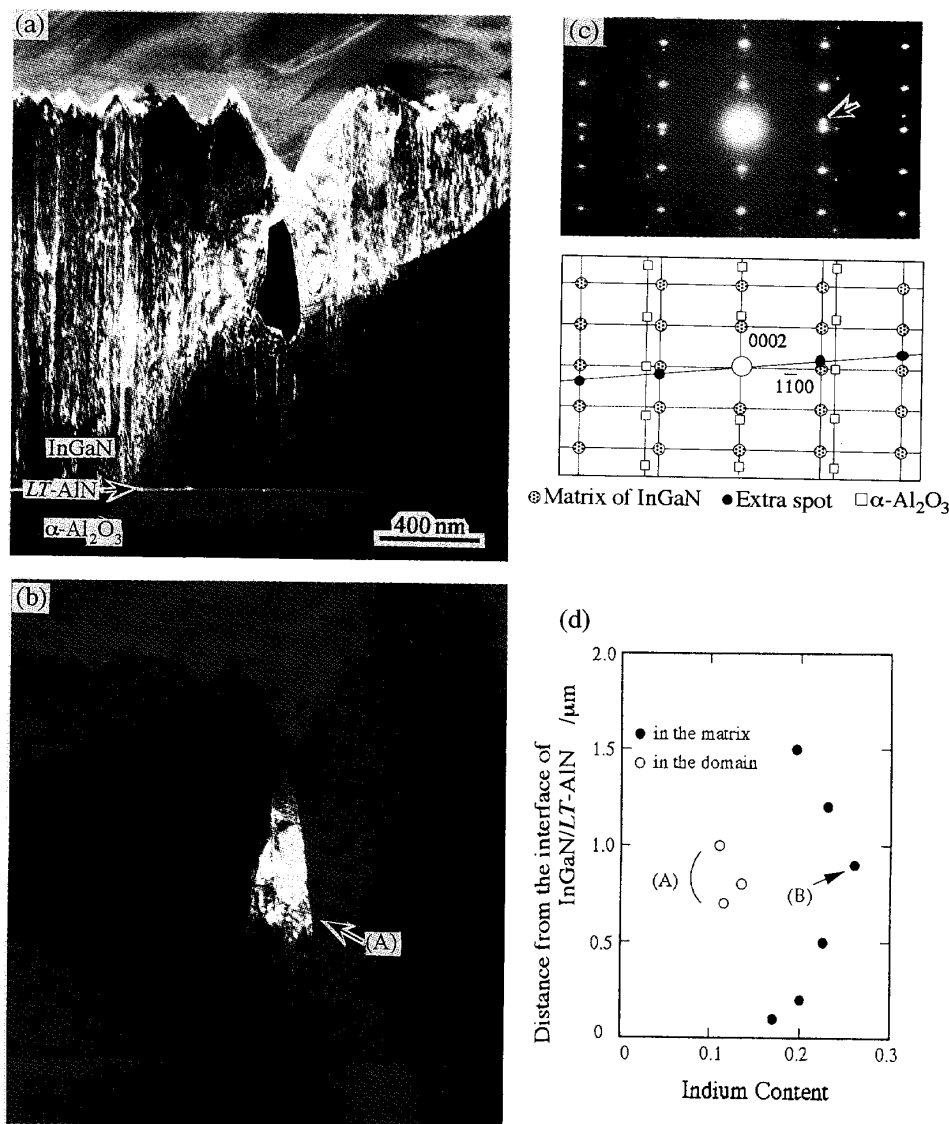 (a)
InGaN
LT-AlN
α-Al2O3
400 nm
(b)
(A)
(c)
0002
1100
Matrix of InGaN
Extra spot
α-Al2O3
(d)
Distance from the interface of
InGaN/LT-AlN /μm
2.0
1.5
1.0
0.5
0
in the matrix
in the domain
(A)
(B)
0
0.1
0.2
0.3
Indium Content